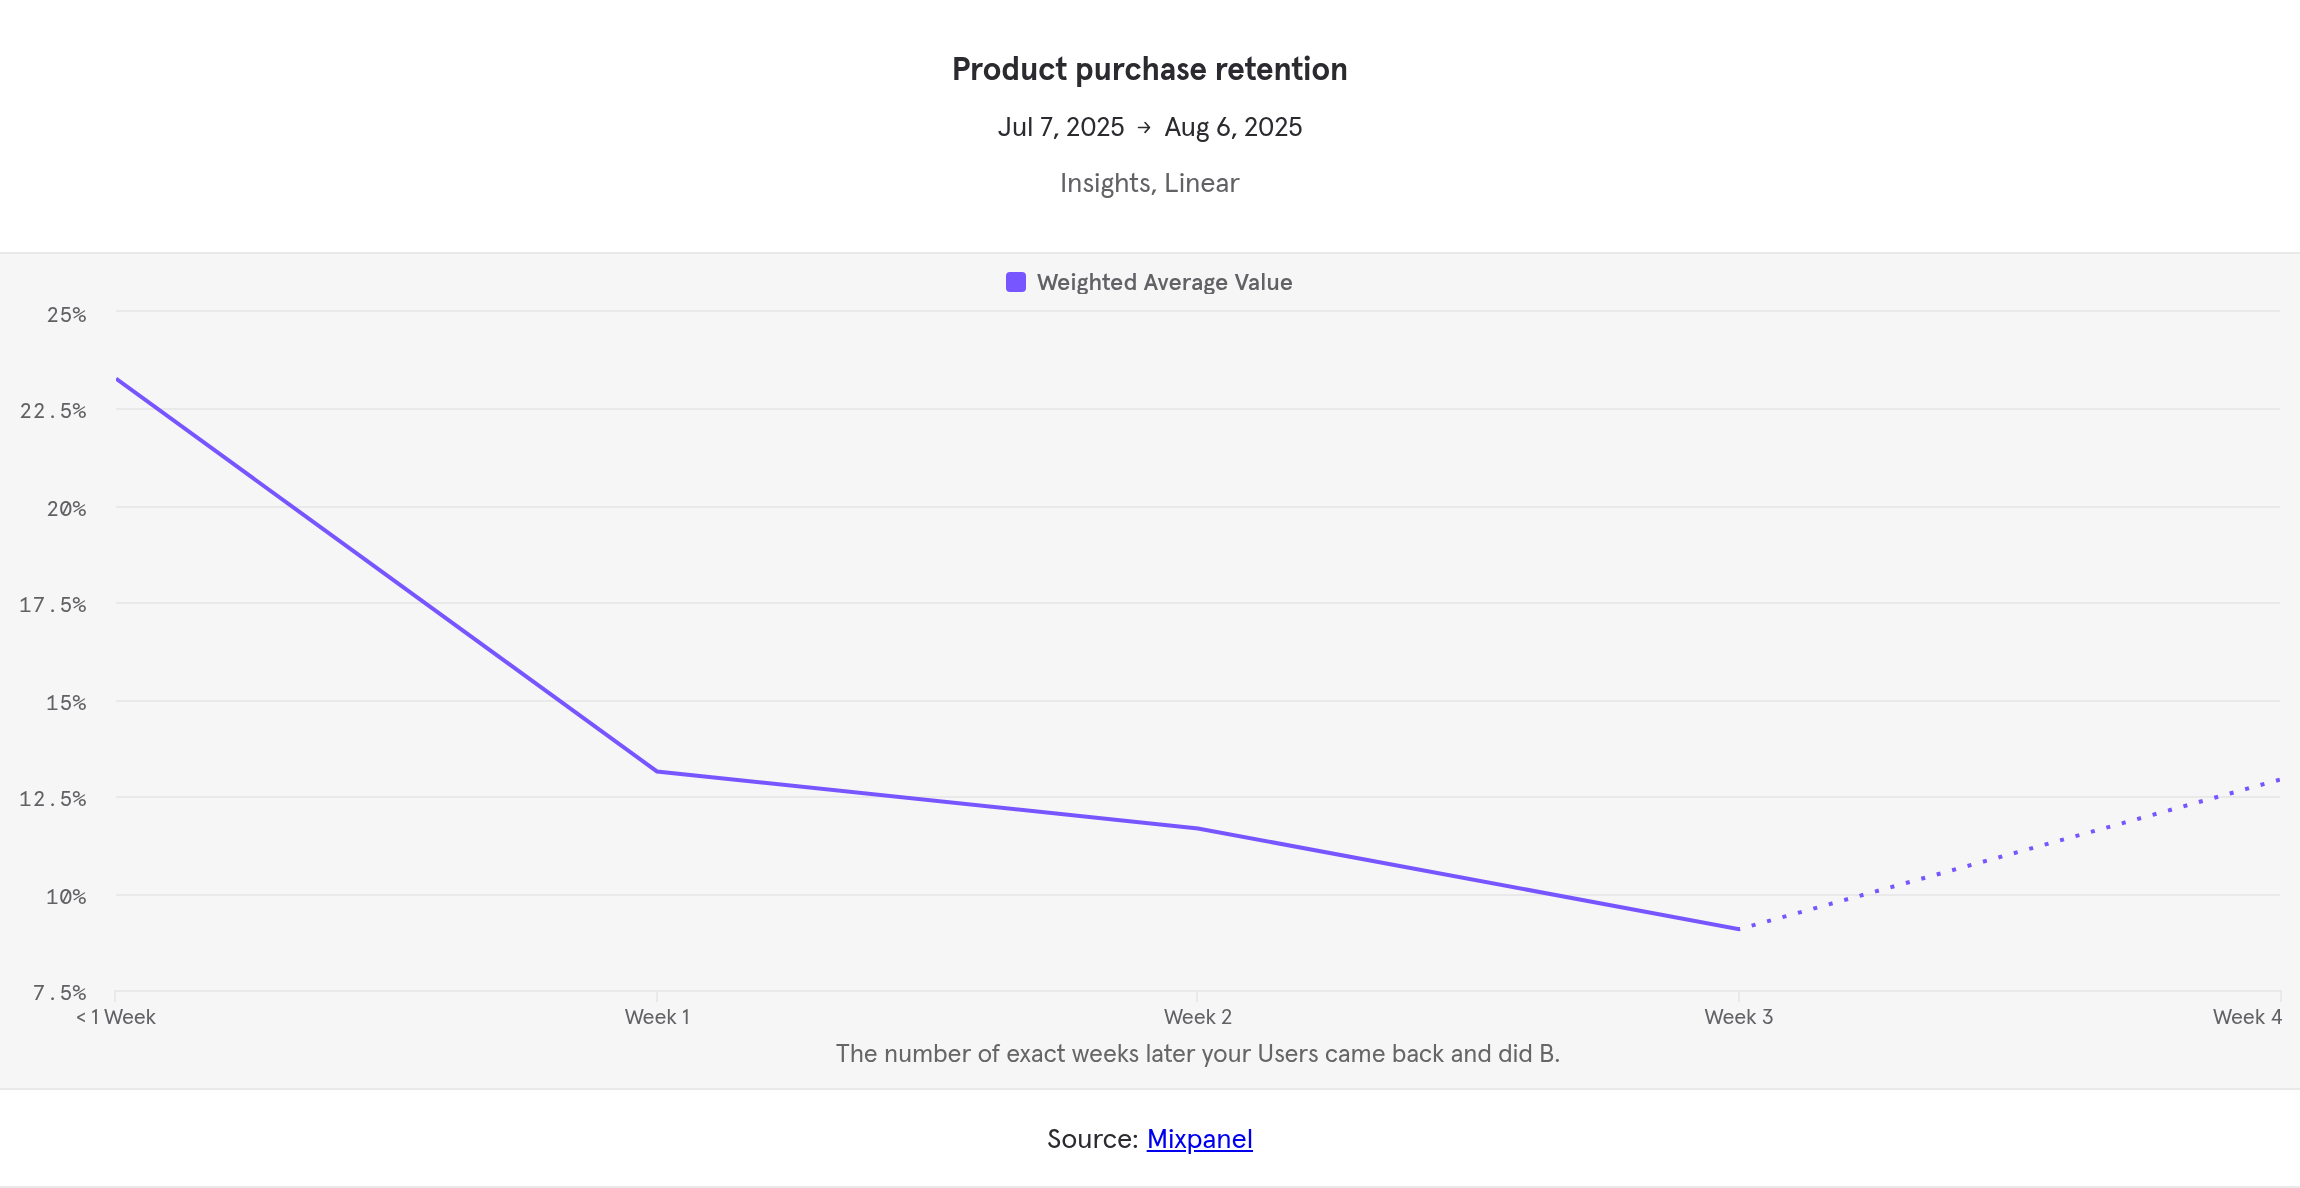 Product purchase retention
Jul 7, 2025 → Aug 6, 2025
Insights, Linear
Weighted Average Value
25%
22.5%
20%
17.5%
15%
12.5%
10%
7.5%
< 1 Week
Week 1
Week 2
Week 3
Week 4
The number of exact weeks later your Users came back and did B.
Source: Mixpanel